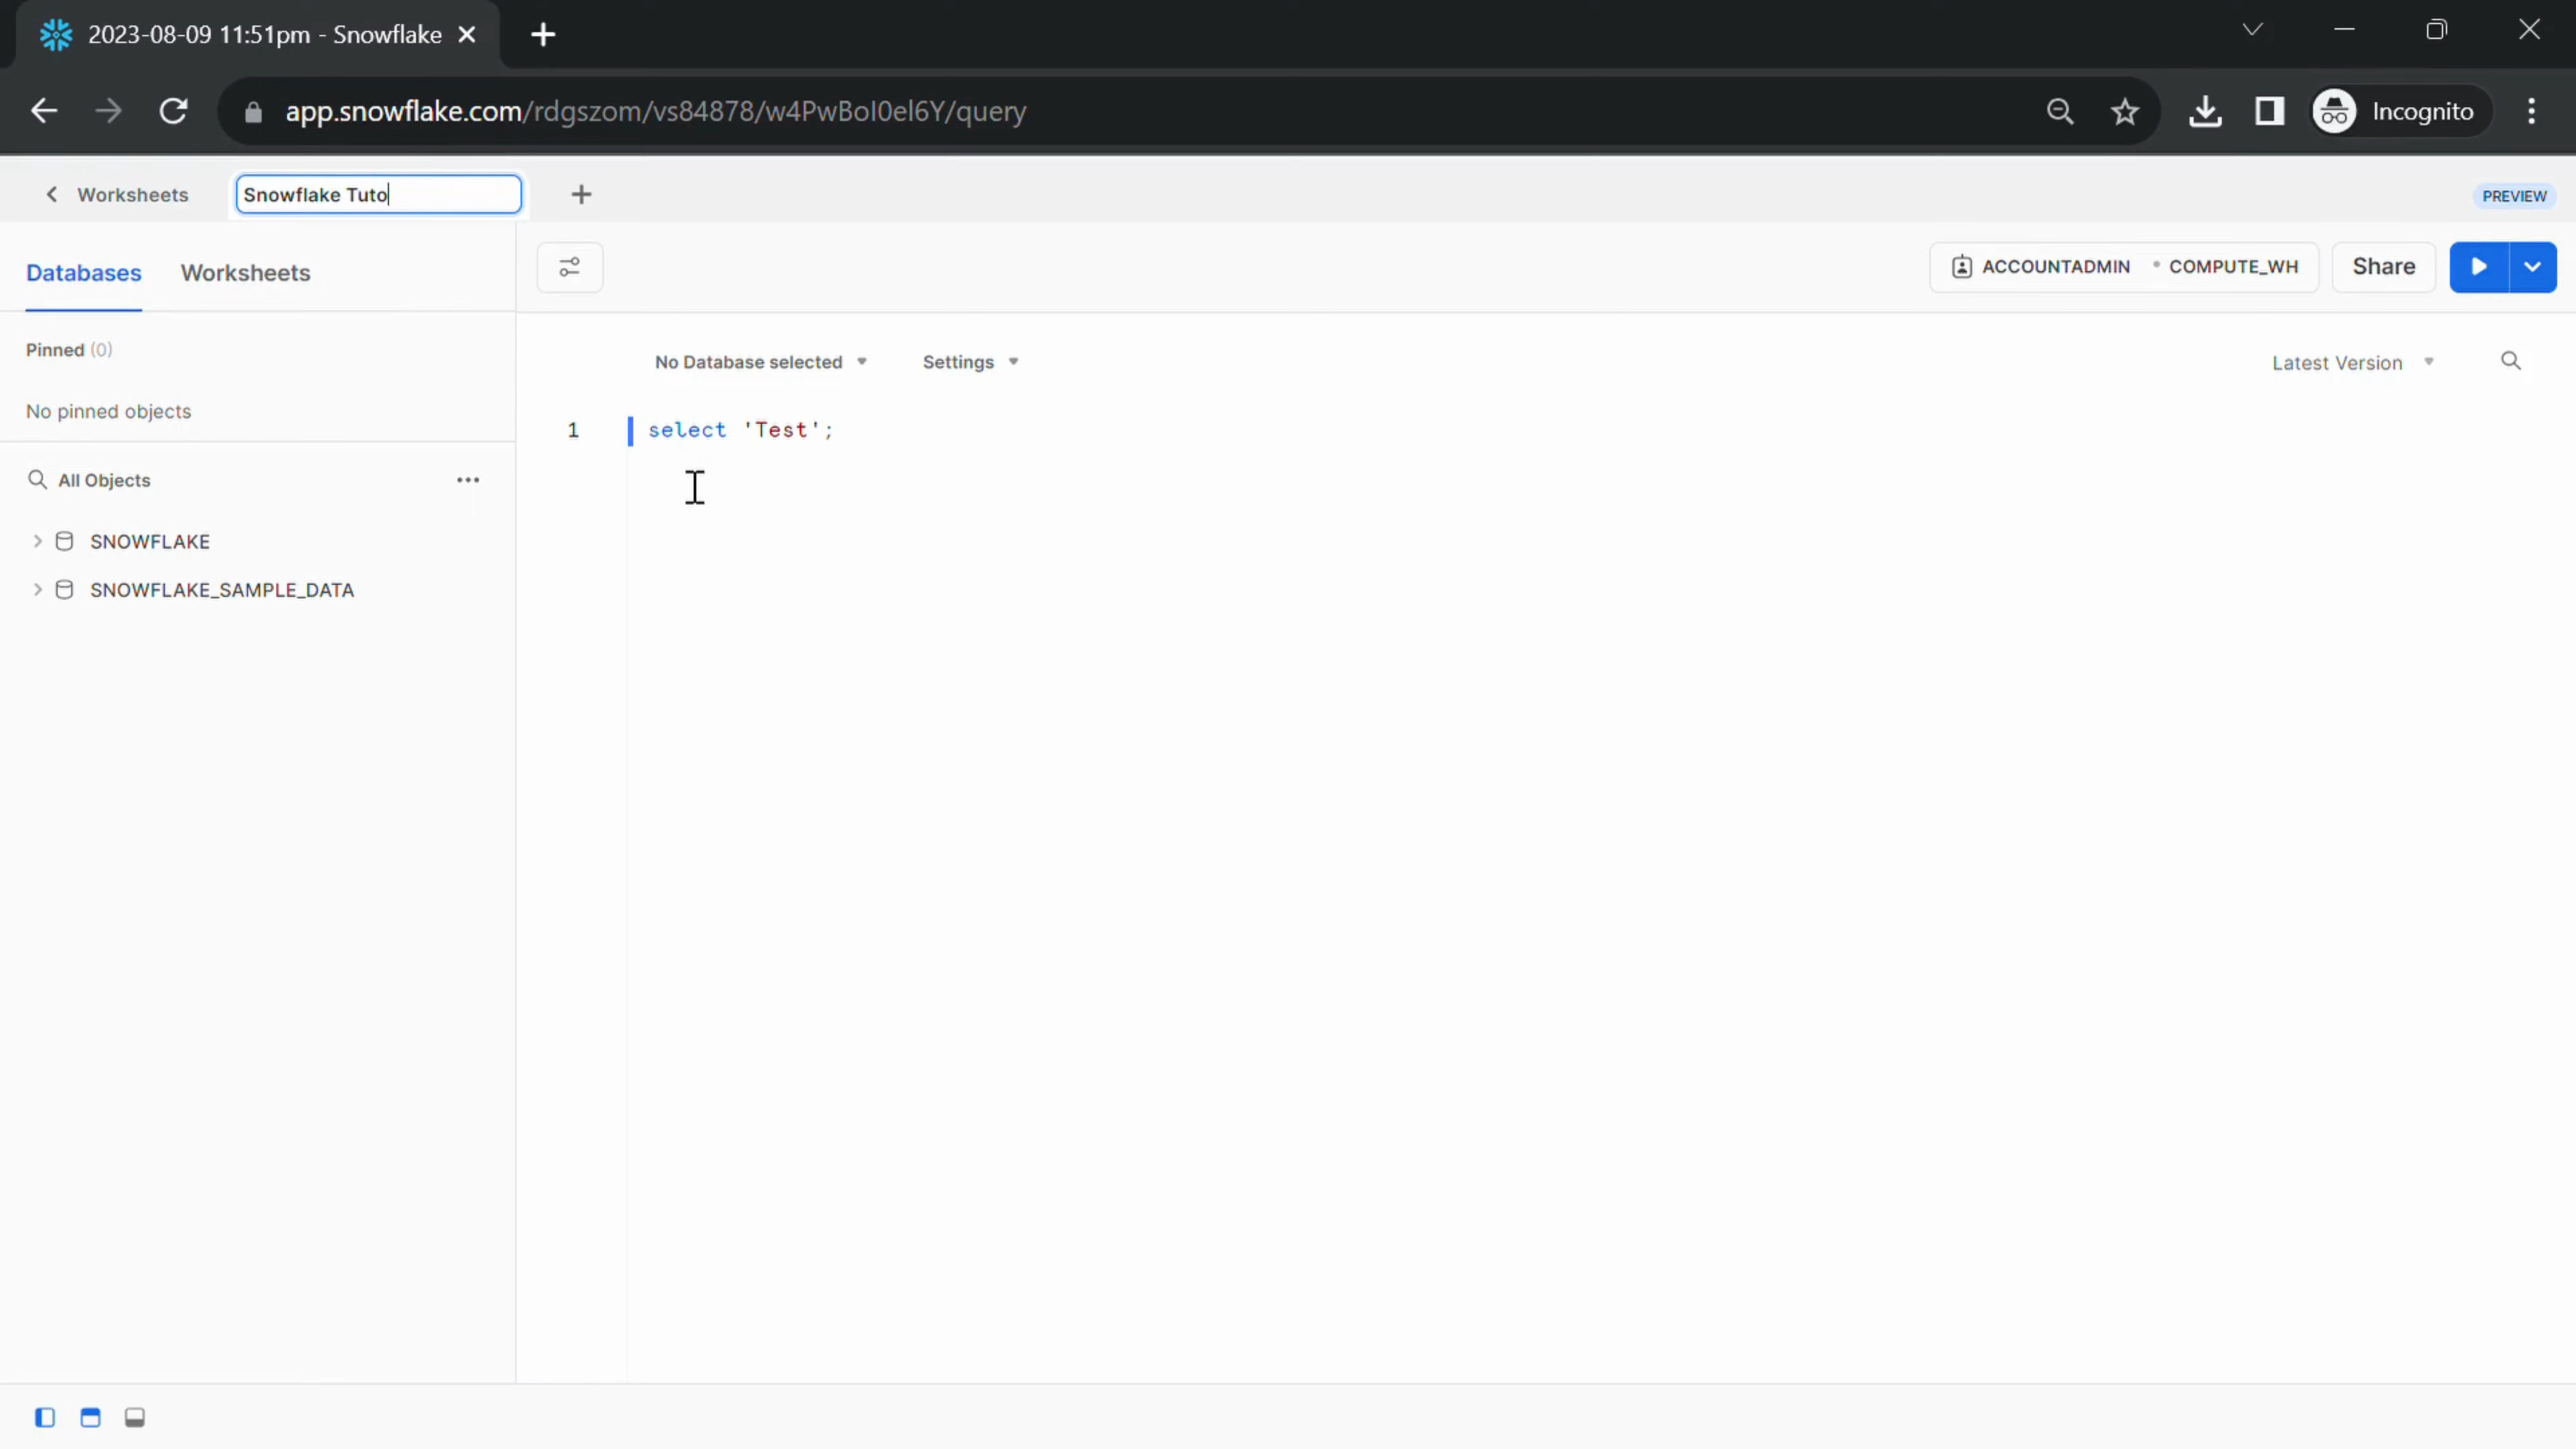 2023-08-09 11:51pm - Snowflake
app.snowflake.com/rdgszom/vs84878/w4PwBol0el6Y/query
Incognito
Worksheets
Snowflake Tuto
PREVIEW
Databases
Worksheets
ACCOUNTADMIN
COMPUTE_WH
Share
Pinned (0)
No Database selected
Settings
Latest Version
No pinned objects
1
select 'Test';
All Objects
SNOWFLAKE
SNOWFLAKE_SAMPLE_DATA